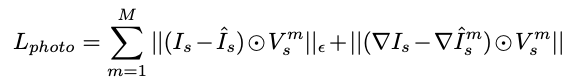 L_{photo} = \sum_{m=1}^{M} ||(I_s - \hat{I}_s) \odot V_s^m||_\epsilon + ||(\nabla I_s - \nabla \hat{I}_s^m) \odot V_s^m||